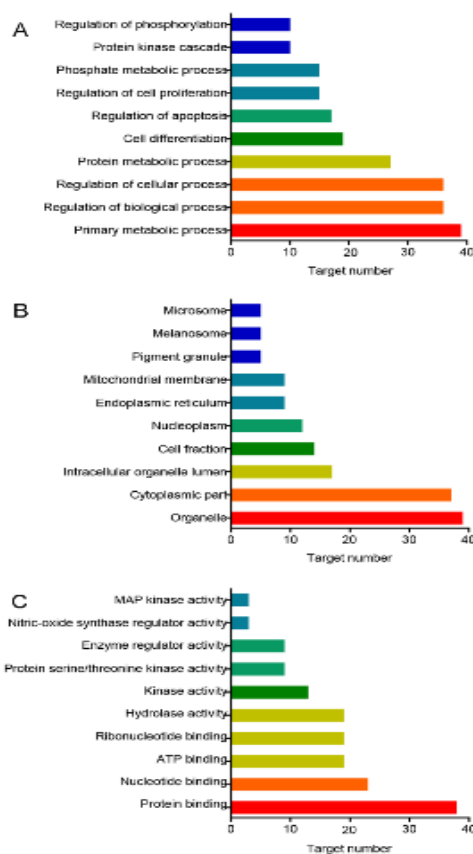 A
Regulation of phosphorylation
Protein kinase cascade
Phosphate metabolic process
Regulation of cell proliferation
Regulation of apoptosis
Cell differentiation
Protein metabolic process
Regulation of cellular process
Regulation of biological process
Primary metabolic process
0 10 20 30 40
Target number
B
Microsome
Melanosome
Pigment granule
Mitochondrial membrane
Endoplasmic reticulum
Nucleoplasm
Cell fraction
Intracellular organelle lumen
Cytoplasmic part
Organelle
0 10 20 30 40
Target number
C
MAP kinase activity
Nitric-oxide synthase regulator activity
Enzyme regulator activity
Protein serine/threonine kinase activity
Kinase activity
Hydrolase activity
Ribonucleotide binding
ATP binding
Nucleotide binding
Protein binding
0 10 20 30 40
Target number